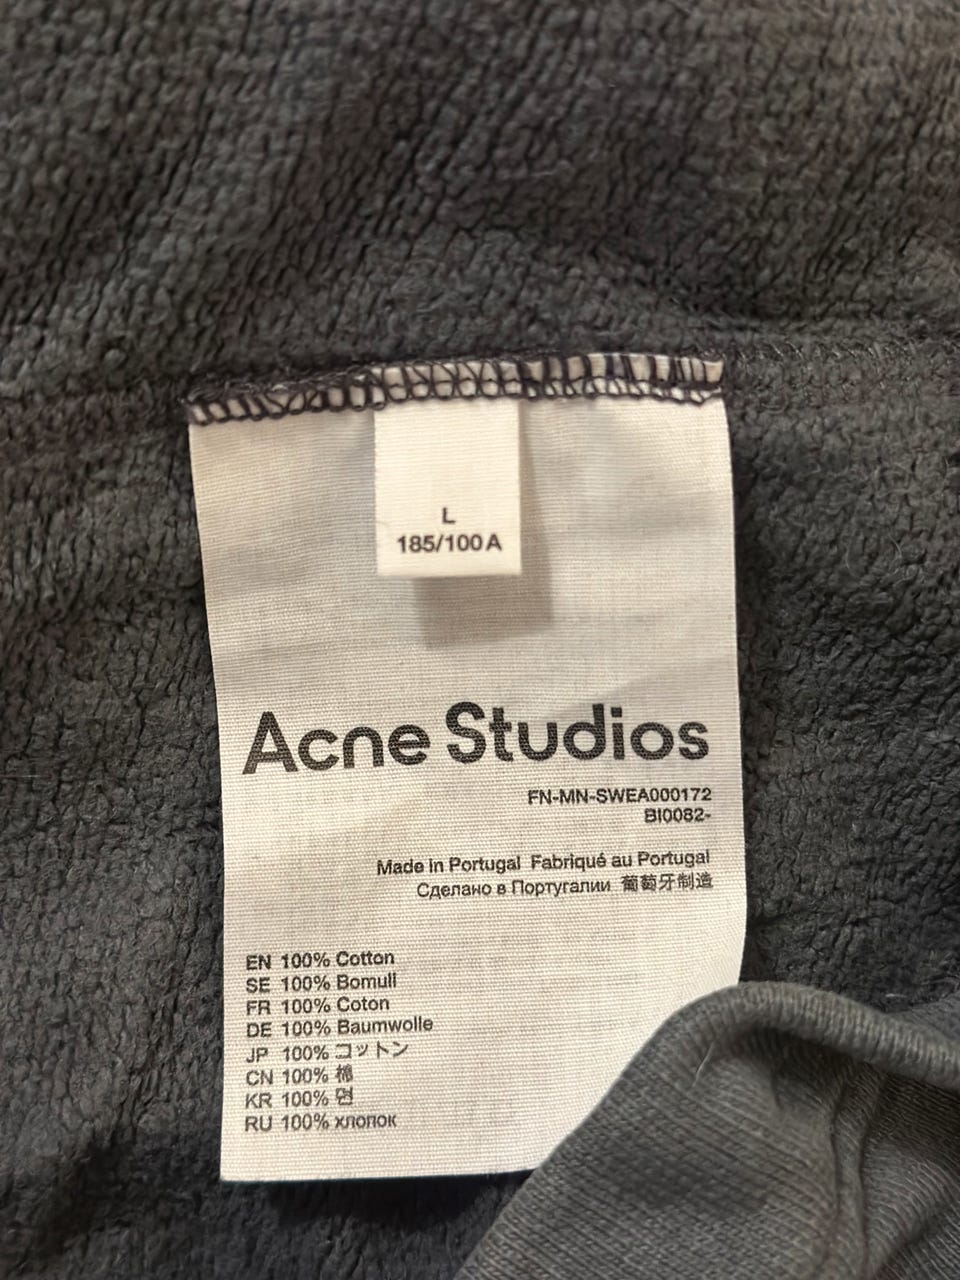 L
185/100A
Acne Studios
FN-MN-SWEA000172
BI0082-
Made in Portugal Fabriqué au Portugal
Сделано в Португалии 葡萄牙制造
EN 100% Cotton
SE 100% Bomull
FR 100% Coton
DE 100% Baumwolle
JP 100% コットン
CN 100% 棉
KR 100% 면
RU 100% хлопок